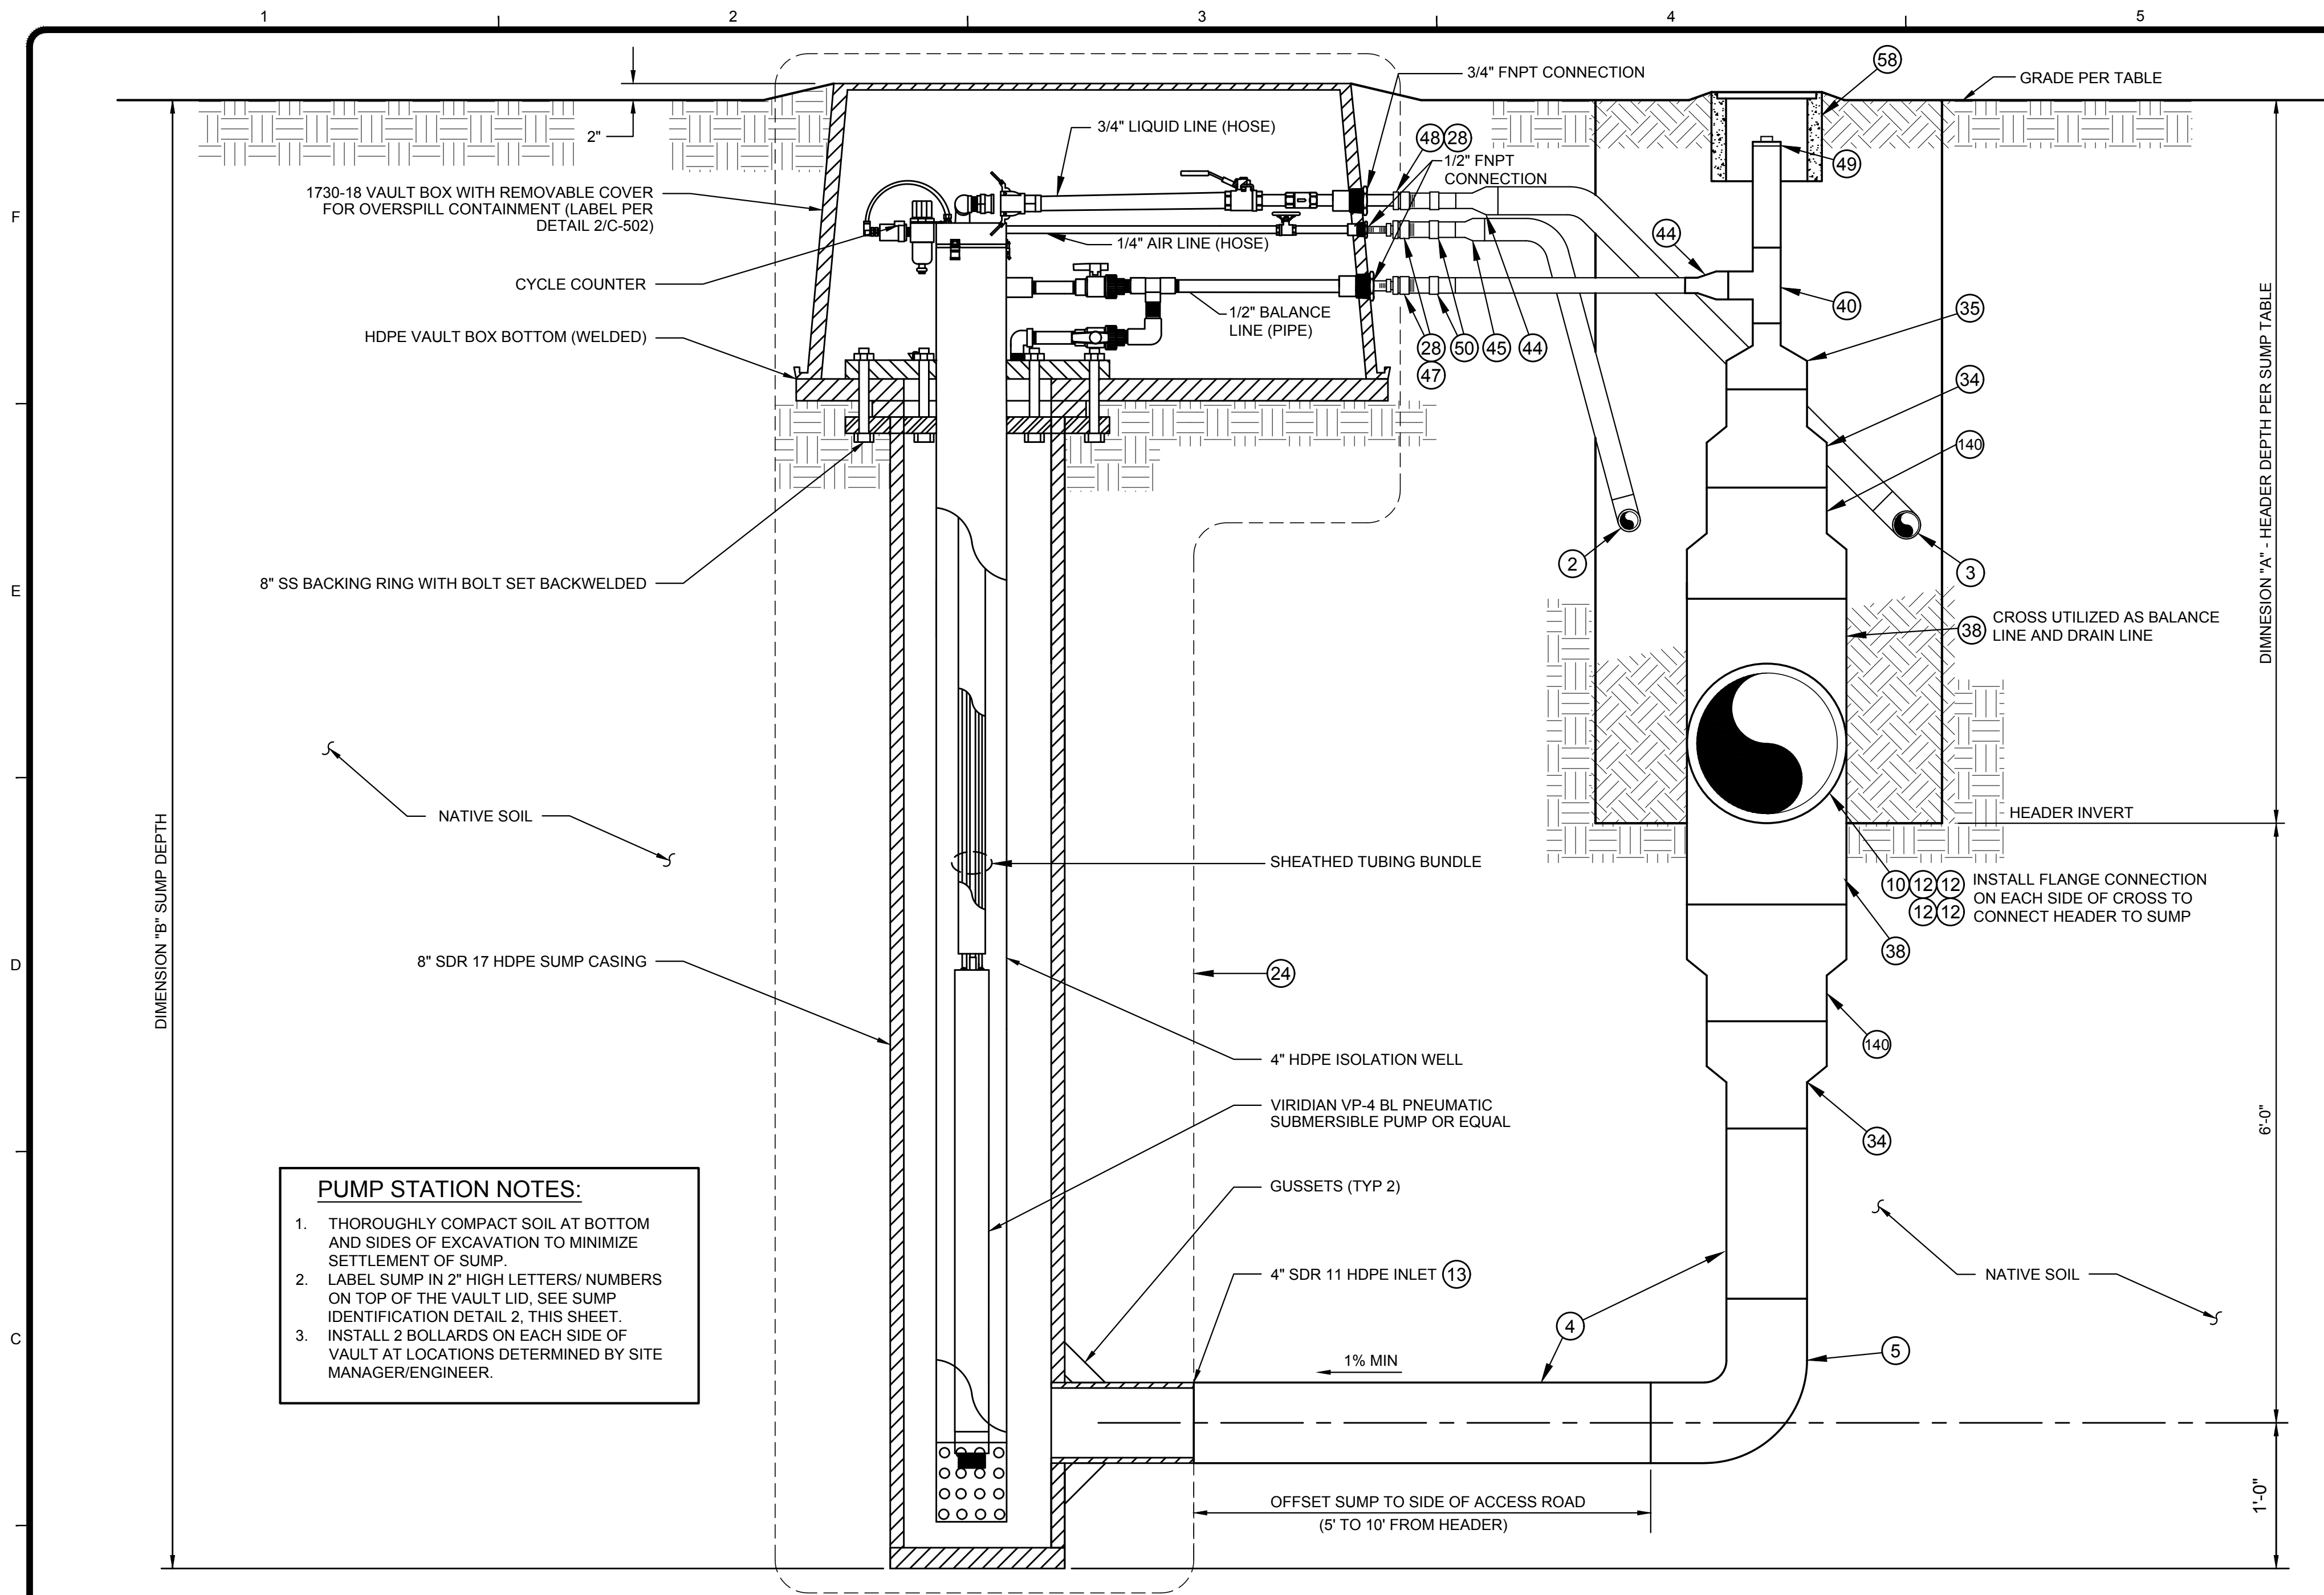 1
2
3
4
5
F
E
D
C
58
3/4" FNPT CONNECTION
GRADE PER TABLE
3/4" LIQUID LINE (HOSE)
48 28
2"
1/2" FNPT
CONNECTION
49
1730-18 VAULT BOX WITH REMOVABLE COVER
FOR OVERSPILL CONTAINMENT (LABEL PER
DETAIL 2/C-502)
44
1/4" AIR LINE (HOSE)
CYCLE COUNTER
40
35
1/2" BALANCE
LINE (PIPE)
HDPE VAULT BOX BOTTOM (WELDED)
28 50 45 44
47
34
140
DIMNESION "A" - HEADER DEPTH PER SUMP TABLE
2
3
8" SS BACKING RING WITH BOLT SET BACKWELDED
38 CROSS UTILIZED AS BALANCE
LINE AND DRAIN LINE
NATIVE SOIL
HEADER INVERT
DIMENSION "B" SUMP DEPTH
SHEATHED TUBING BUNDLE
10 12 12 INSTALL FLANGE CONNECTION
ON EACH SIDE OF CROSS TO
12 12 CONNECT HEADER TO SUMP
38
8" SDR 17 HDPE SUMP CASING
24
140
4" HDPE ISOLATION WELL
VIRIDIAN VP-4 BL PNEUMATIC
SUBMERSIBLE PUMP OR EQUAL
34
6'-0"
GUSSETS (TYP 2)
PUMP STATION NOTES:
1. THOROUGHLY COMPACT SOIL AT BOTTOM
AND SIDES OF EXCAVATION TO MINIMIZE
SETTLEMENT OF SUMP.
2. LABEL SUMP IN 2" HIGH LETTERS/ NUMBERS
ON TOP OF THE VAULT LID, SEE SUMP
IDENTIFICATION DETAIL 2, THIS SHEET.
3. INSTALL 2 BOLLARDS ON EACH SIDE OF
VAULT AT LOCATIONS DETERMINED BY SITE
MANAGER/ENGINEER.
4" SDR 11 HDPE INLET 13
NATIVE SOIL
4
5
1% MIN
OFFSET SUMP TO SIDE OF ACCESS ROAD
(5' TO 10' FROM HEADER)
1'-0"